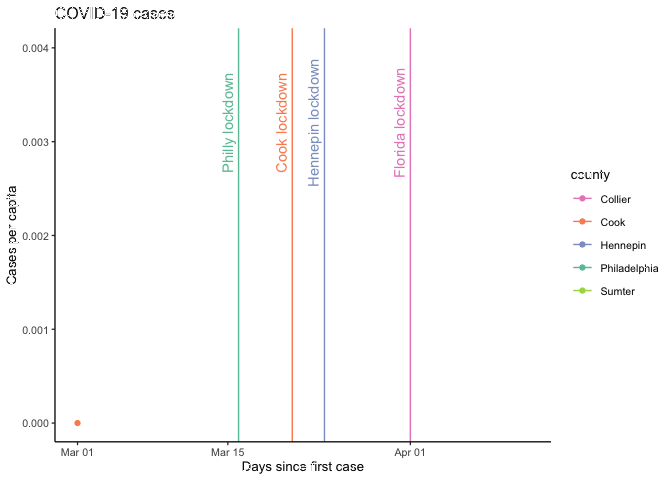 COVID-19 cases
0.004
0.003
0.002
0.001
0.000
Cases per capita
Philly lockdown
Cook lockdown
Hennepin lockdown
Florida lockdown
Mar 01
Mar 15
Apr 01
Days since first case
county
Collier
Cook
Hennepin
Philadelphia
Sumter